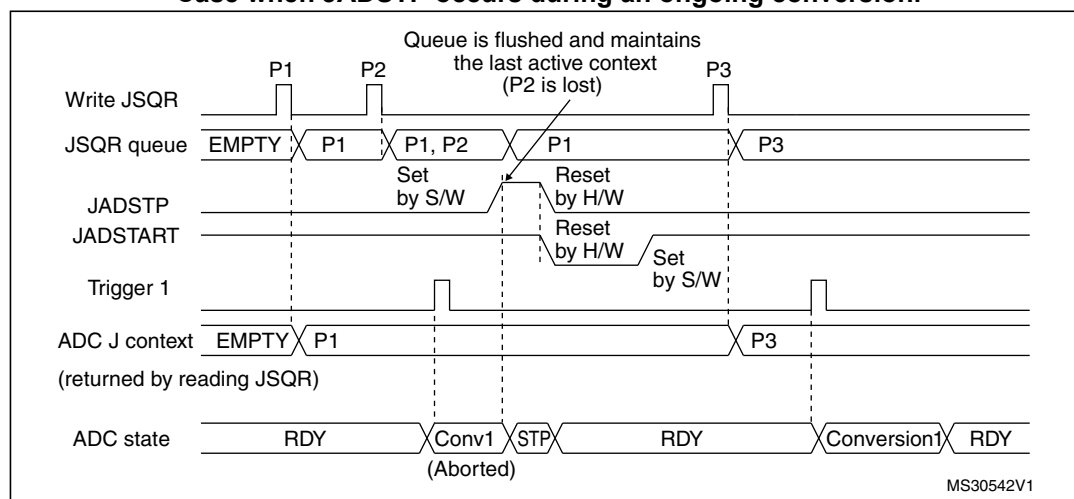 Case when JADSTP occurs during an ongoing conversion.
Queue is flushed and maintains
the last active context
(P2 is lost)
P1
P2
P3
Write JSQR
JSQR queue
EMPTY
P1
P1, P2
P1
P3
Set
by S/W
Reset
by H/W
JADSTP
JADSTART
Reset
by H/W
Set
by S/W
Trigger 1
ADC J context
EMPTY
P1
P3
(returned by reading JSQR)
ADC state
RDY
Conv1
STP
RDY
Conversion1
RDY
(Aborted)
MS30542V1